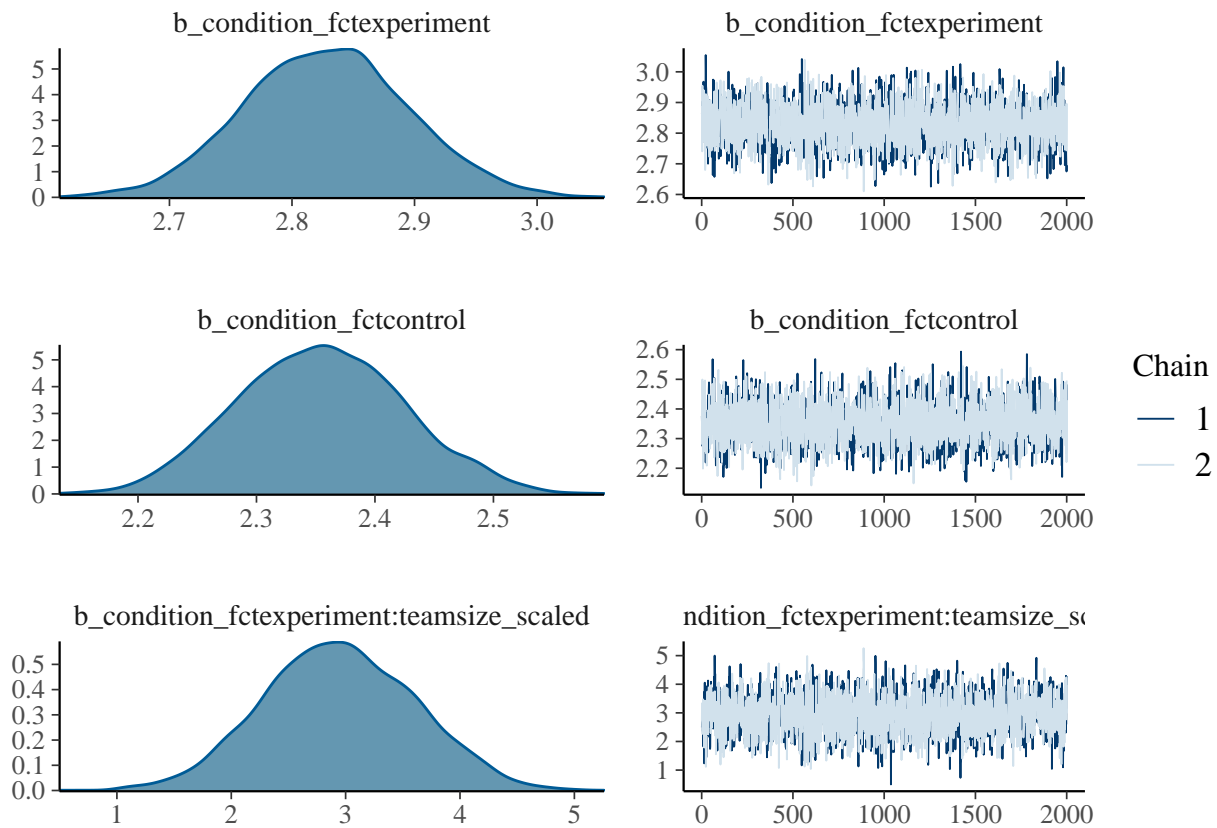 b_condition_fctexperiment
5
4
3
2
1
0
2.7 2.8 2.9 3.0
b_condition_fctexperiment
3.0
2.9
2.8
2.7
2.6
0 500 1000 1500 2000
b_condition_fctcontrol
5
4
3
2
1
0
2.2 2.3 2.4 2.5
b_condition_fctcontrol
2.6
2.5
2.4
2.3
2.2
0 500 1000 1500 2000
Chain
1
2
b_condition_fctexperiment:teamsize_scaled
0.5
0.4
0.3
0.2
0.1
0.0
1 2 3 4 5
ndition_fctexperiment:teamsize_sc
5
4
3
2
1
0 500 1000 1500 2000